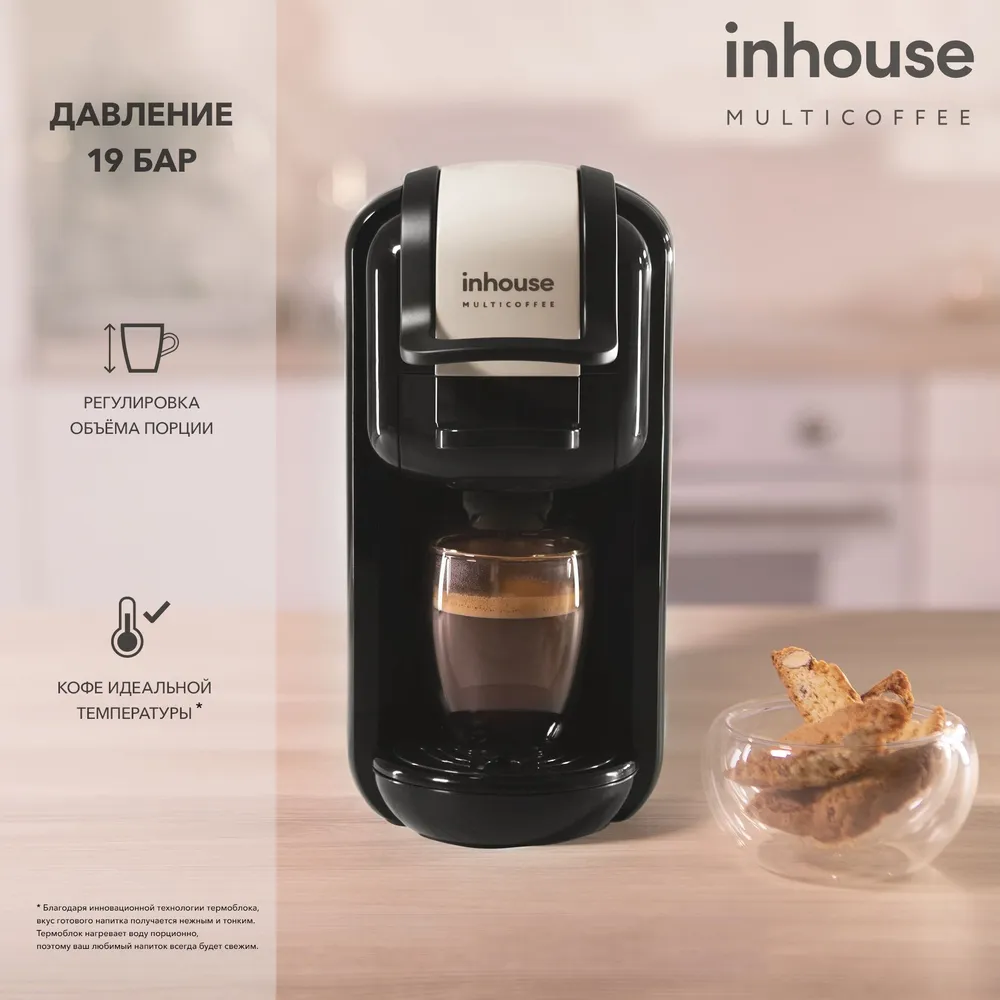 inhouse
MULTICOFFEE
ДАВЛЕНИЕ
19 БАР
inhouse
MULTICOFFEE
РЕГУЛИРОВКА
ОБЪЁМА ПОРЦИИ
КОФЕ ИДЕАЛЬНОЙ
ТЕМПЕРАТУРЫ*
* Благодаря инновационной технологии термоблока,
вкус готового напитка получается нежным и тонким.
Термоблок нагревает воду порционно,
поэтому ваш любимый напиток всегда будет свежим.